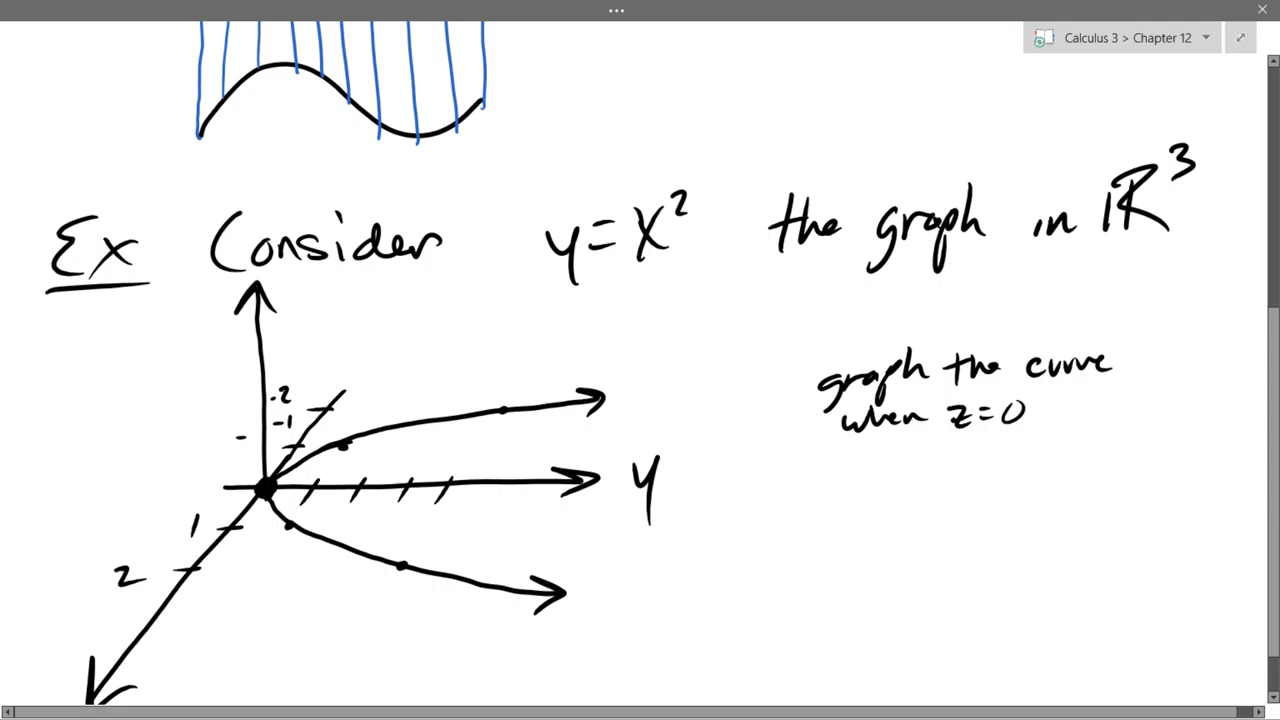 Calculus 3 > Chapter 12
Ex Consider y=x² the graph in ℝ³
graph the curve
when z=0
-2
-1
y
1
2